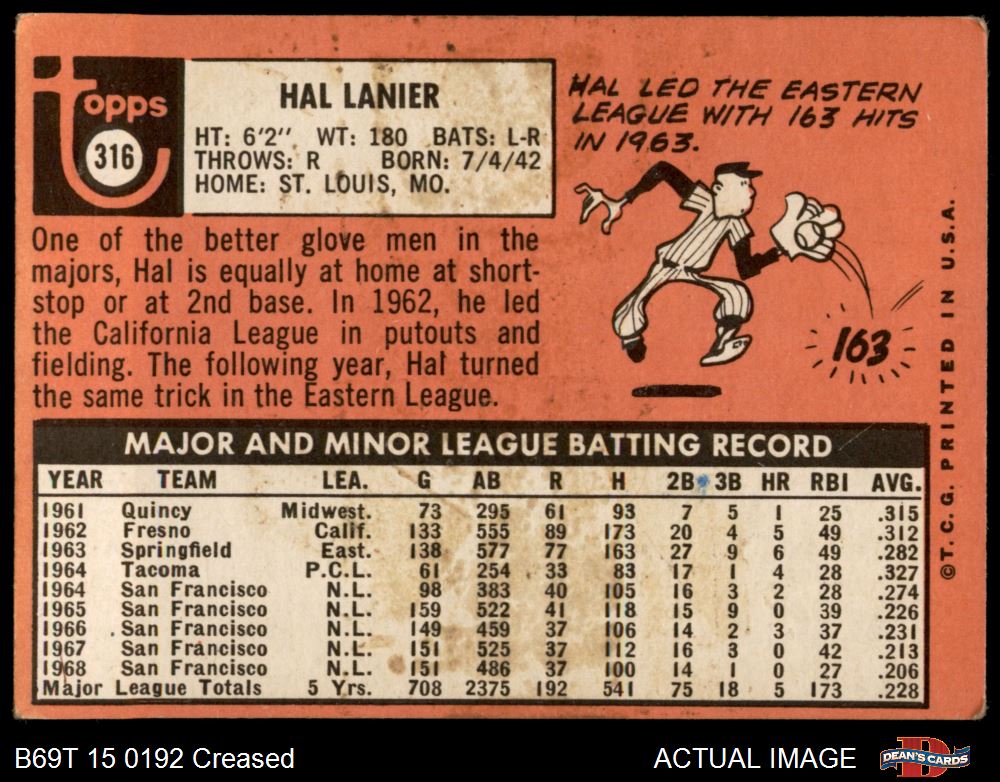 topps
316
HAL LANIER
HT: 6'2" WT: 180 BATS: L-R
THROWS: R BORN: 7/4/42
HOME: ST. LOUIS, MO.
HAL LED THE EASTERN
LEAGUE WITH 163 HITS
IN 1963.
163
One of the better glove men in the
majors, Hal is equally at home at short-
stop or at 2nd base. In 1962, he led
the California League in putouts and
fielding. The following year, Hal turned
the same trick in the Eastern League.
MAJOR AND MINOR LEAGUE BATTING RECORD
YEAR TEAM LEA. G AB R H 2B 3B HR RBI AVG.
1961 Quincy Midwest. 73 295 61 93 7 5 1 25 .315
1962 Fresno Calif. 133 555 89 173 20 4 5 49 .312
1963 Springfield East. 138 577 77 163 27 9 6 49 .282
1964 Tacoma P.C.L. 61 254 33 83 17 1 4 28 .327
1964 San Francisco N.L. 98 383 40 105 16 3 2 28 .274
1965 San Francisco N.L. 159 522 41 118 15 9 0 39 .226
1966 San Francisco N.L. 149 459 37 106 14 2 3 37 .231
1967 San Francisco N.L. 151 525 37 112 16 3 0 42 .213
1968 San Francisco N.L. 151 486 37 100 14 1 0 27 .206
Major League Totals 5 Yrs. 708 2375 192 541 75 18 5 173 .228
©T.C.G. PRINTED IN U.S.A.
B69T 15 0192 Creased
ACTUAL IMAGE
DEAN'S CARDS